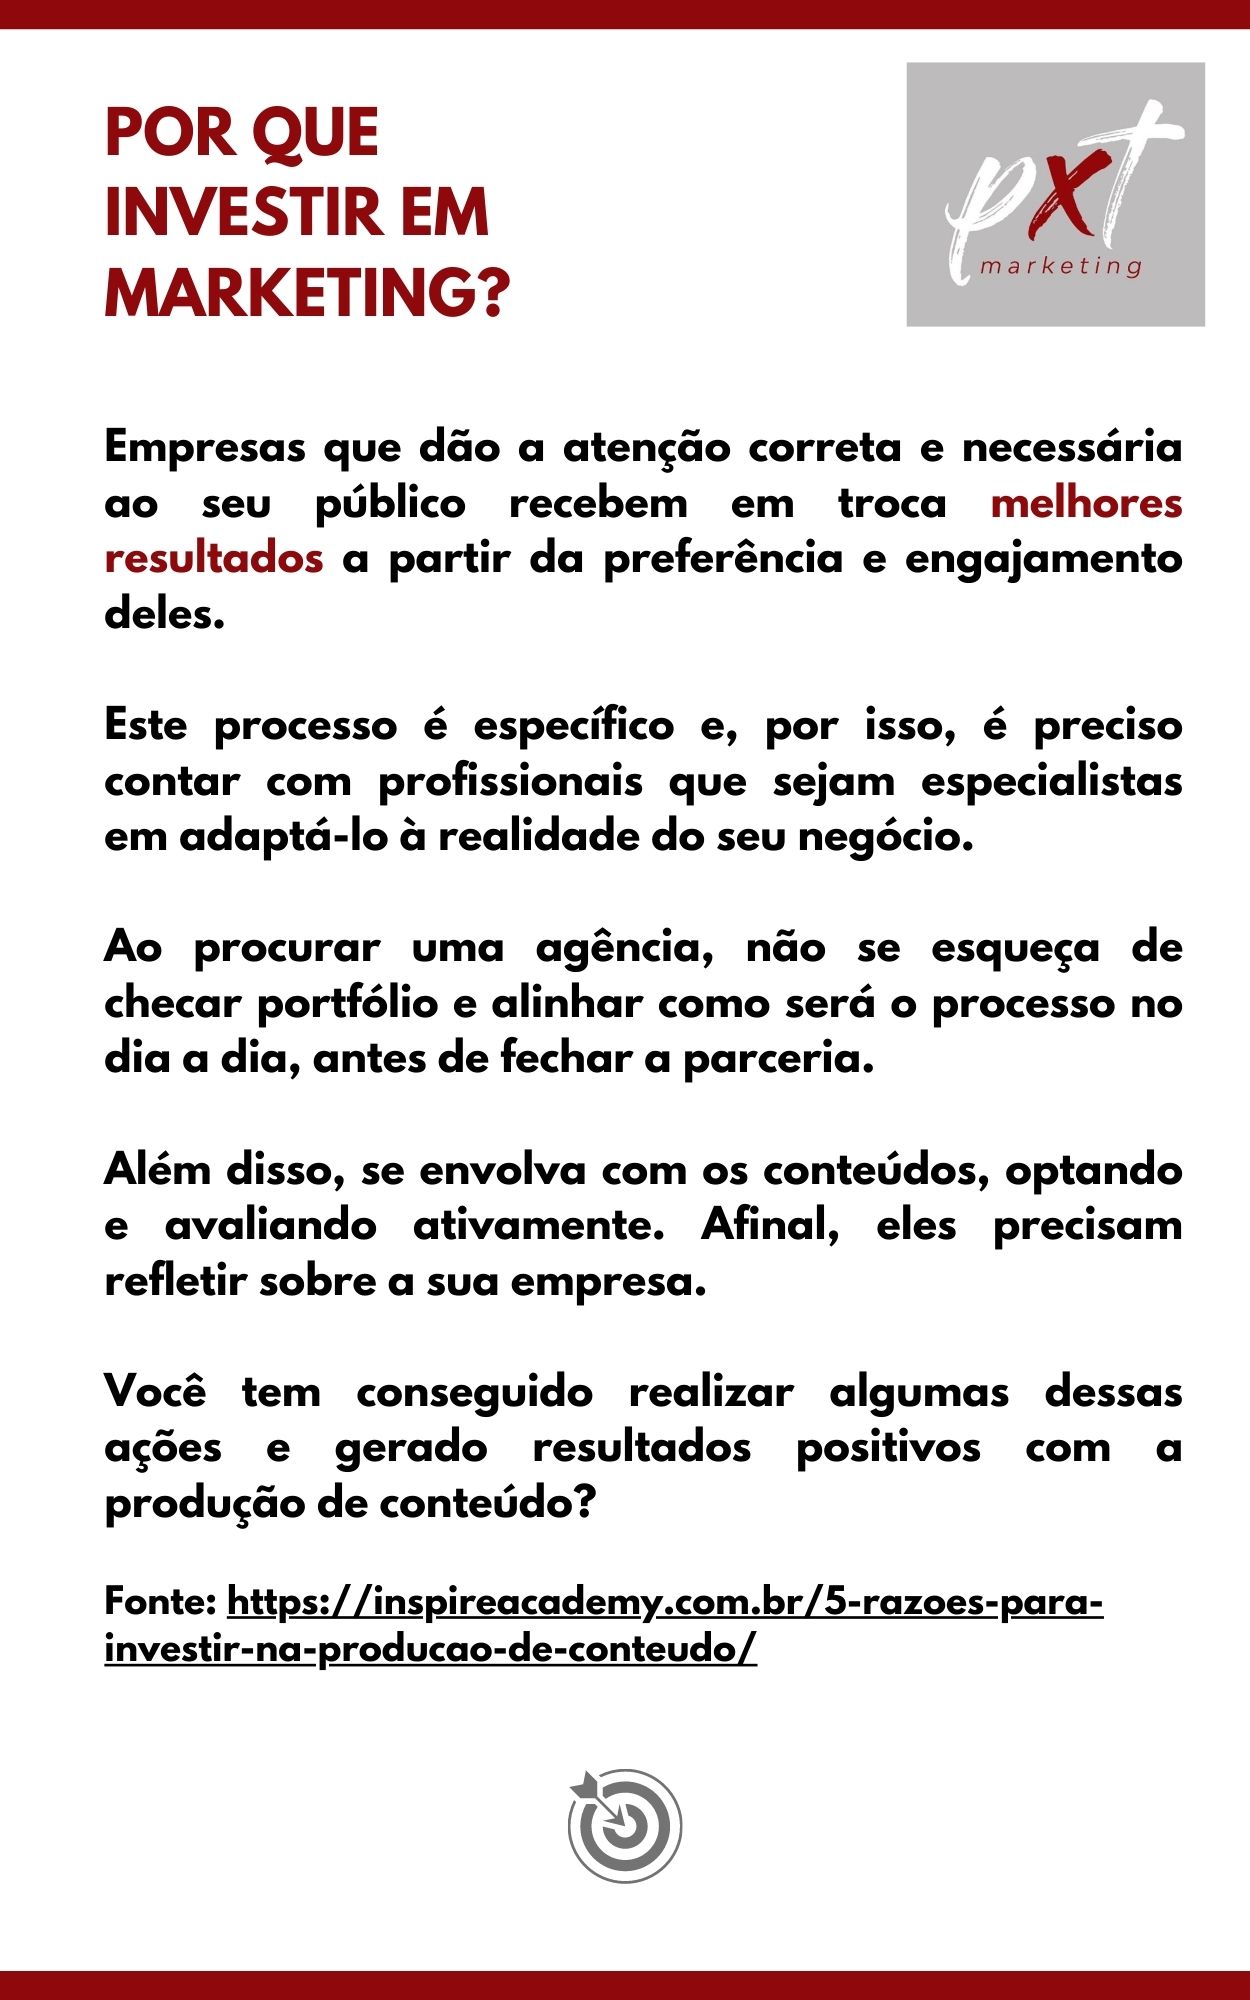 POR QUE
INVESTIR EM
MARKETING?
pxt
marketing
Empresas que dão a atenção correta e necessária
ao seu público recebem em troca melhores
resultados a partir da preferência e engajamento
deles.
Este processo é específico e, por isso, é preciso
contar com profissionais que sejam especialistas
em adaptá-lo à realidade do seu negócio.
Ao procurar uma agência, não se esqueça de
checar portfólio e alinhar como será o processo no
dia a dia, antes de fechar a parceria.
Além disso, se envolva com os conteúdos, optando
e avaliando ativamente. Afinal, eles precisam
refletir sobre a sua empresa.
Você tem conseguido realizar algumas dessas
ações e gerado resultados positivos com a
produção de conteúdo?
Fonte: https://inspireacademy.com.br/5-razoes-para-
investir-na-producao-de-conteudo/